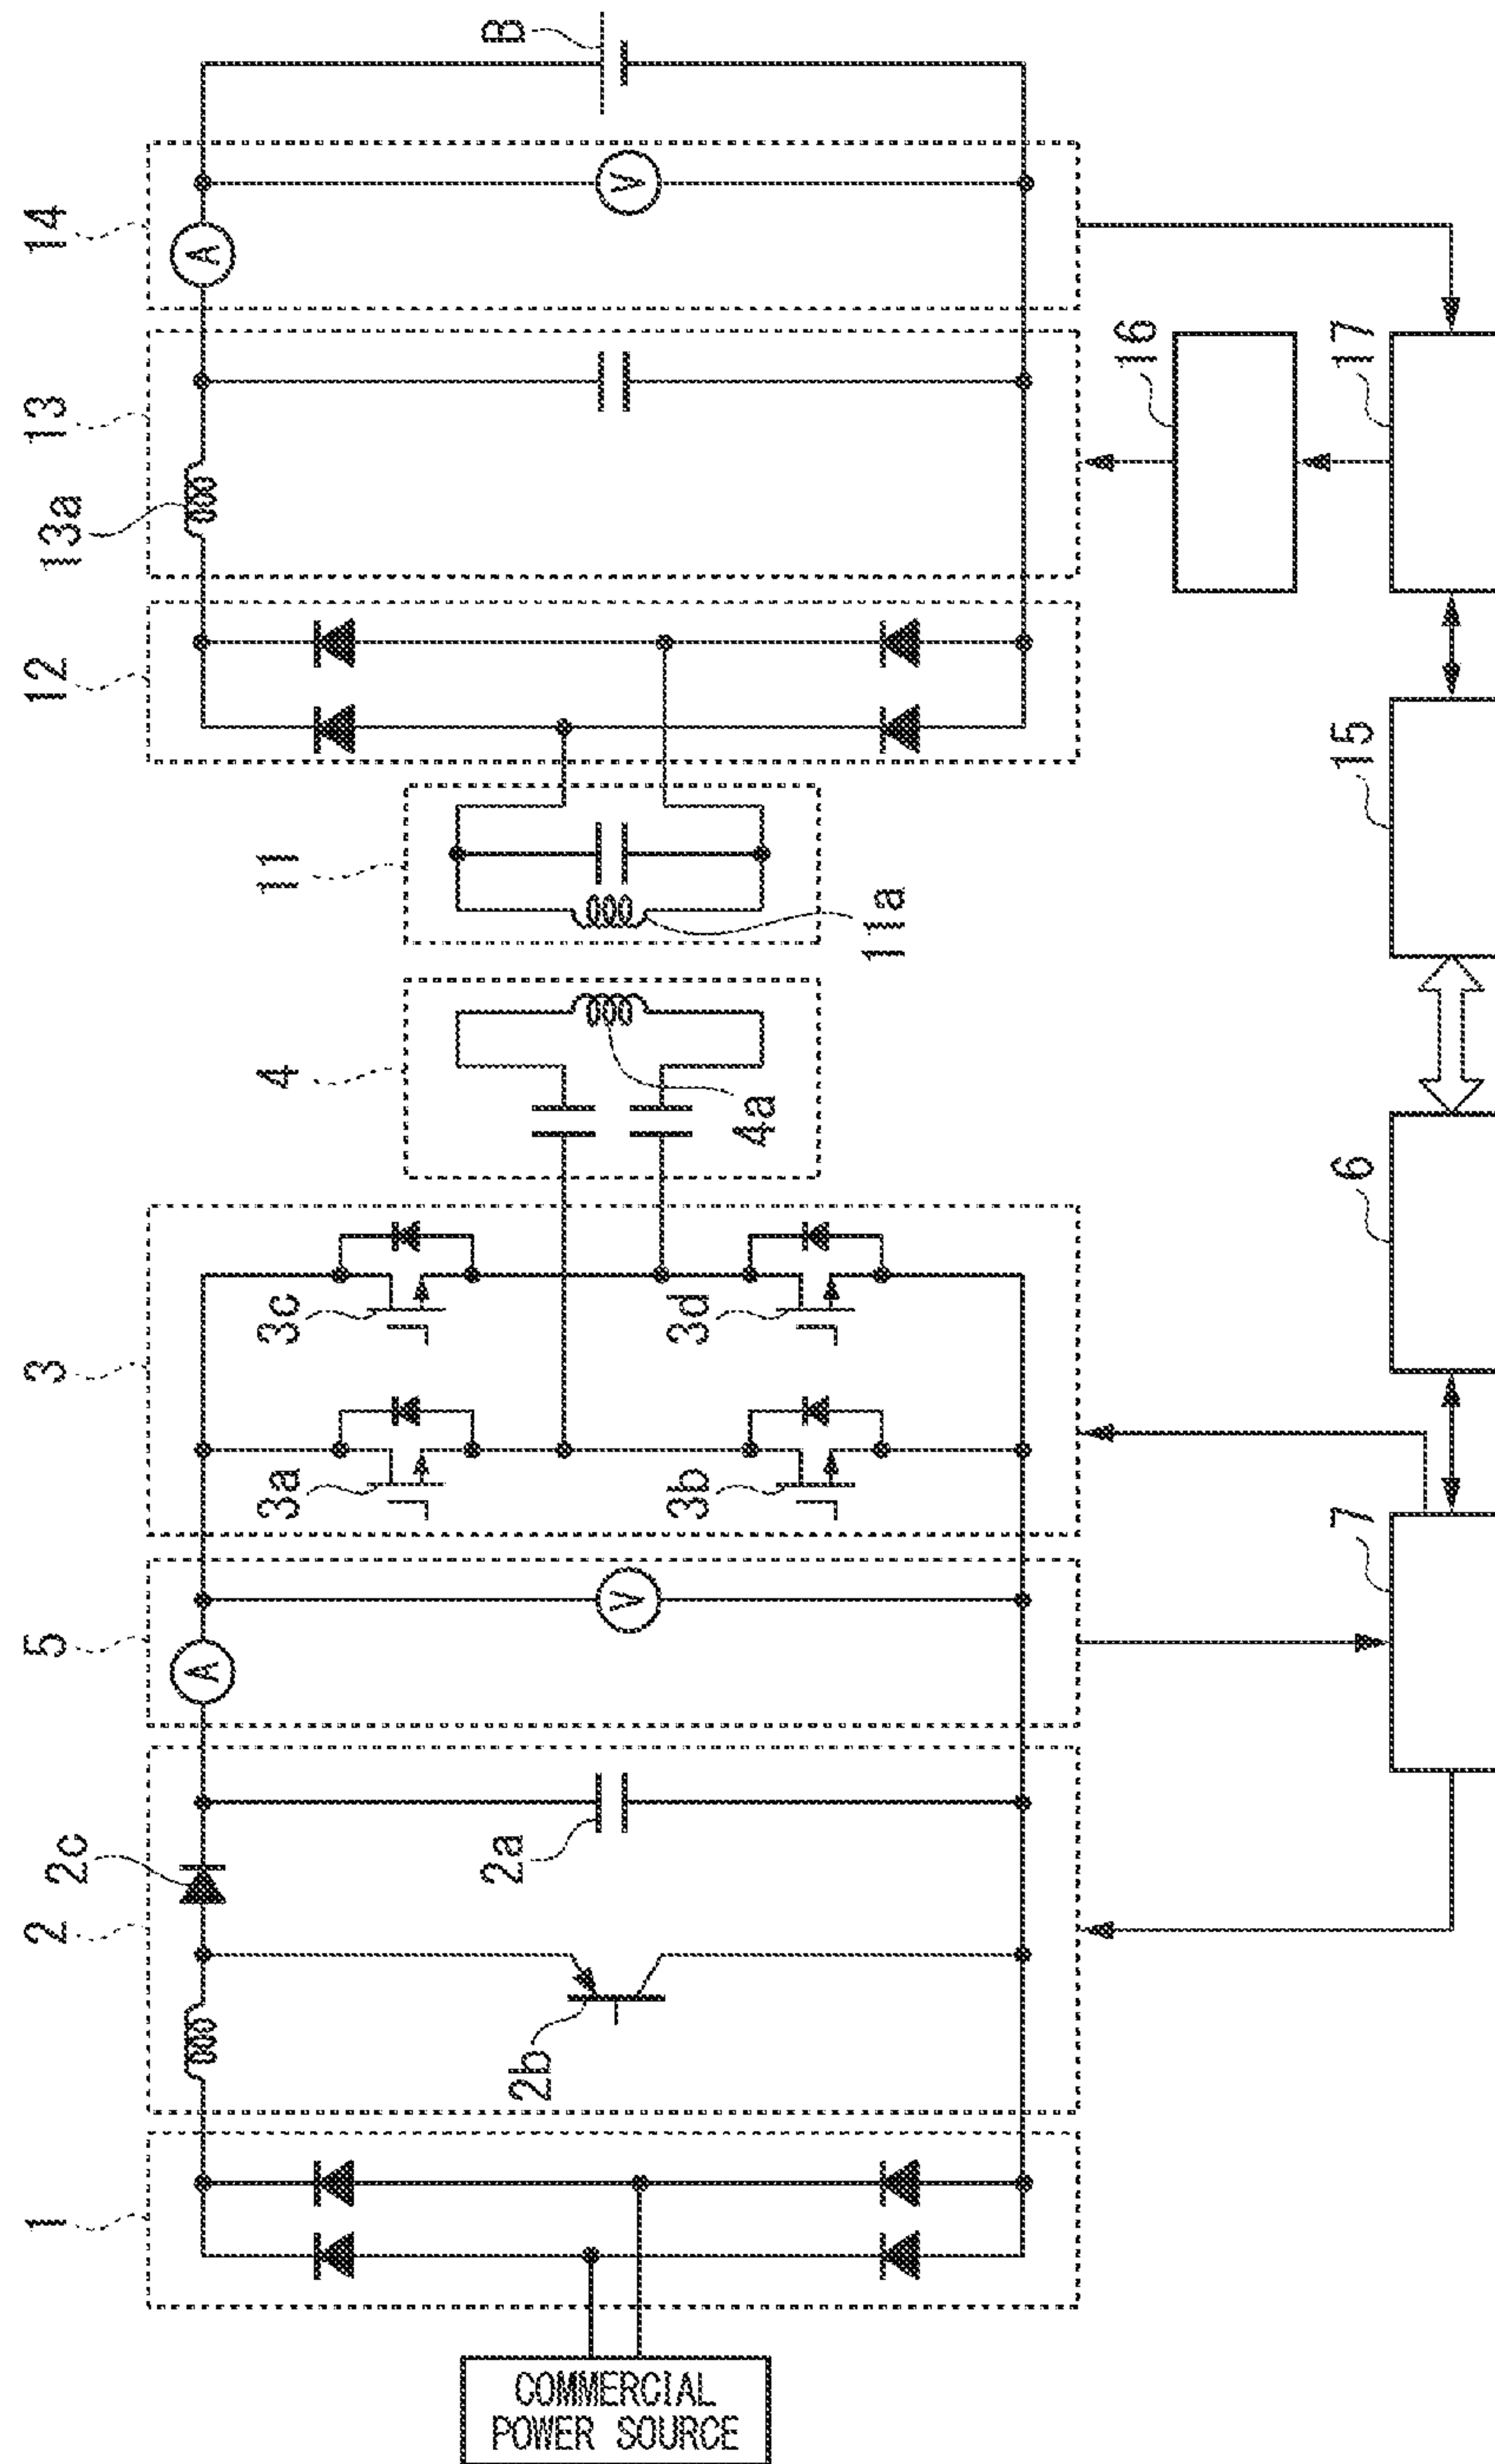 1
2
2c
5
3
4
11
12
13a
13
14
B
A
V
3a
3c
3b
3d
4a
11a
2b
2a
A
V
COMMERCIAL
POWER SOURCE
7
6
15
16
17